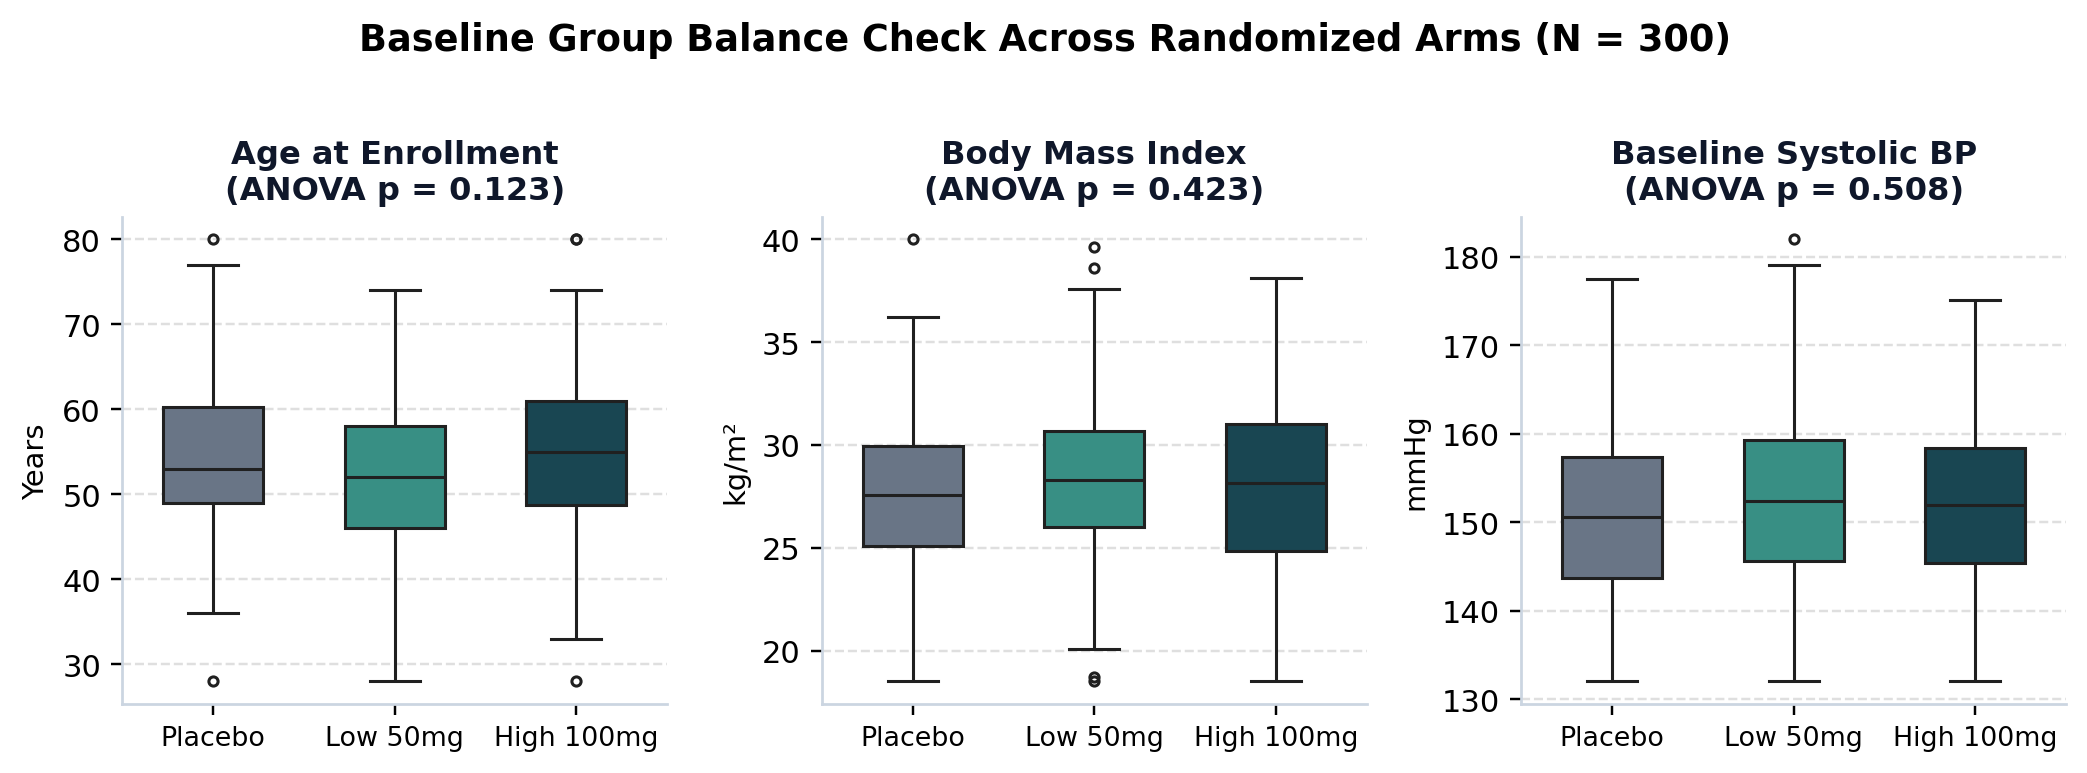 Baseline Group Balance Check Across Randomized Arms (N = 300)
Age at Enrollment
(ANOVA p = 0.123)
Years
80
70
60
50
40
30
Placebo Low 50mg High 100mg
Body Mass Index
(ANOVA p = 0.423)
kg/m²
40
35
30
25
20
Placebo Low 50mg High 100mg
Baseline Systolic BP
(ANOVA p = 0.508)
mmHg
180
170
160
150
140
130
Placebo Low 50mg High 100mg